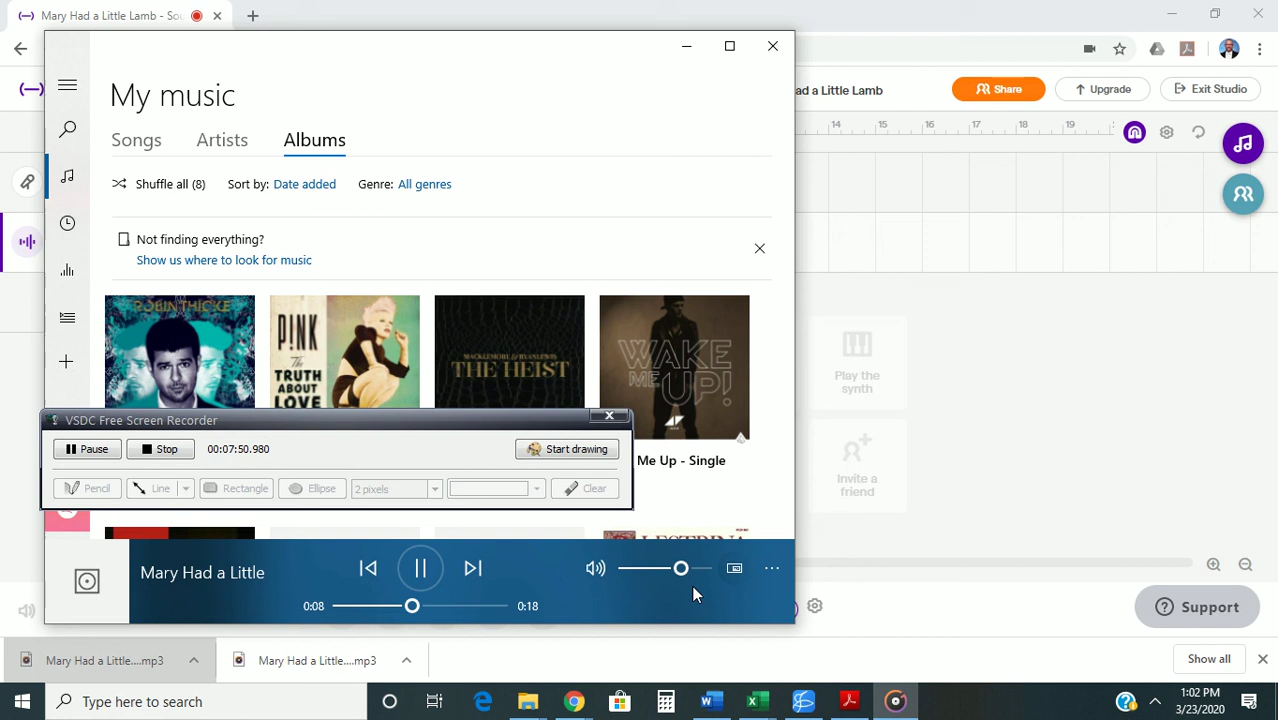 Mary Had a Little Lamb - Sou
ad a Little Lamb
Share
Upgrade
Exit Studio
14 15 16 17 18 19
My music
Songs Artists Albums
Shuffle all (8) Sort by: Date added Genre: All genres
Not finding everything?
Show us where to look for music
ROBIN THICKE
P!NK
THE
TRUTH
ABOUT
LOVE
MACKLEMORE & RYAN LEWIS
THE HEIST
WAKE
ME UP!
Me Up - Single
Play the
synth
Invite a
friend
VSDC Free Screen Recorder
Pause Stop 00:07:50.980 Start drawing
Pencil Line Rectangle Ellipse 2 pixels Clear
Mary Had a Little
0:08 0:18
Support
Mary Had a Little....mp3 Mary Had a Little....mp3 Show all
Type here to search
1:02 PM
3/23/2020